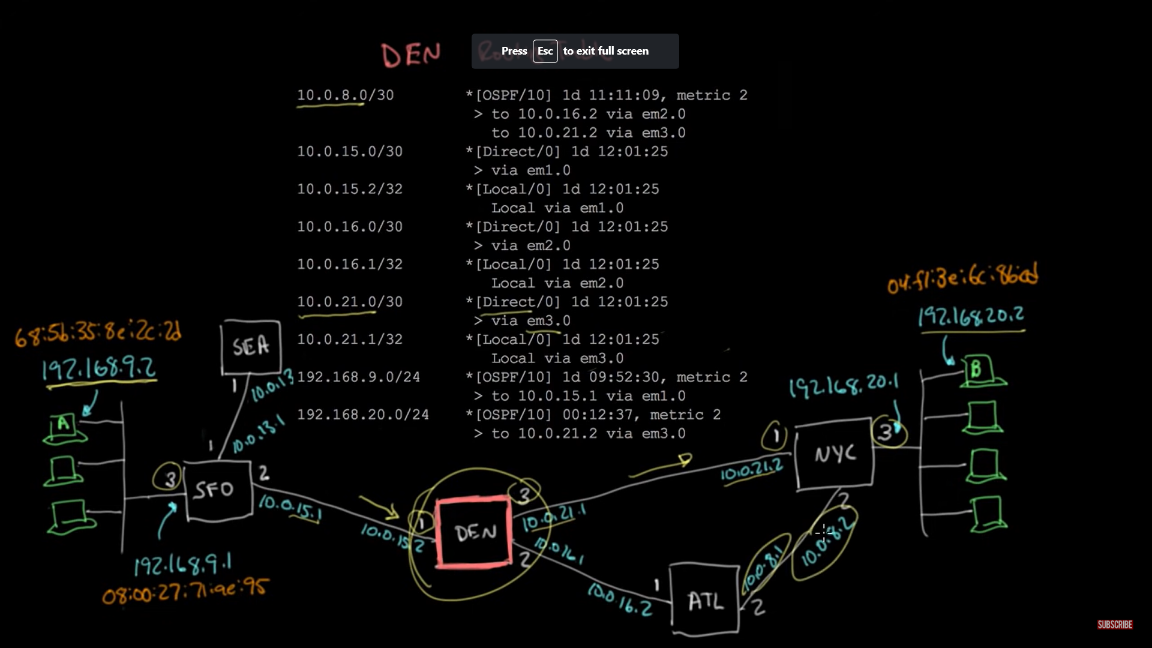 DEN
Press Esc to exit full screen
10.0.8.0/30 *[OSPF/10] 1d 11:11:09, metric 2
> to 10.0.16.2 via em2.0
to 10.0.21.2 via em3.0
10.0.15.0/30 *[Direct/0] 1d 12:01:25
> via em1.0
10.0.15.2/32 *[Local/0] 1d 12:01:25
Local via em1.0
10.0.16.0/30 *[Direct/0] 1d 12:01:25
> via em2.0
10.0.16.1/32 *[Local/0] 1d 12:01:25
Local via em2.0
10.0.21.0/30 *[Direct/0] 1d 12:01:25
> via em3.0
10.0.21.1/32 *[Local/0] 1d 12:01:25
Local via em3.0
192.168.9.0/24 *[OSPF/10] 1d 09:52:30, metric 2
> to 10.0.15.1 via em1.0
192.168.20.0/24 *[OSPF/10] 00:12:37, metric 2
> to 10.0.21.2 via em3.0
68:5b:35:8e:2c:2d
192.168.9.2
A
SEA
1
10.0.13
10.0.13.1
1
3
SFO
2
10.0.15.1
192.168.9.1
08:00:27:71:ae:95
10.0.15.2
1
DEN
3
10.0.21.1
2
10.0.16.1
10.0.16.2
1
ATL
2
10.0.8.1
10.0.8.2
2
10.0.21.2
1
NYC
3
192.168.20.1
192.168.20.2
B
SUBSCRIBE